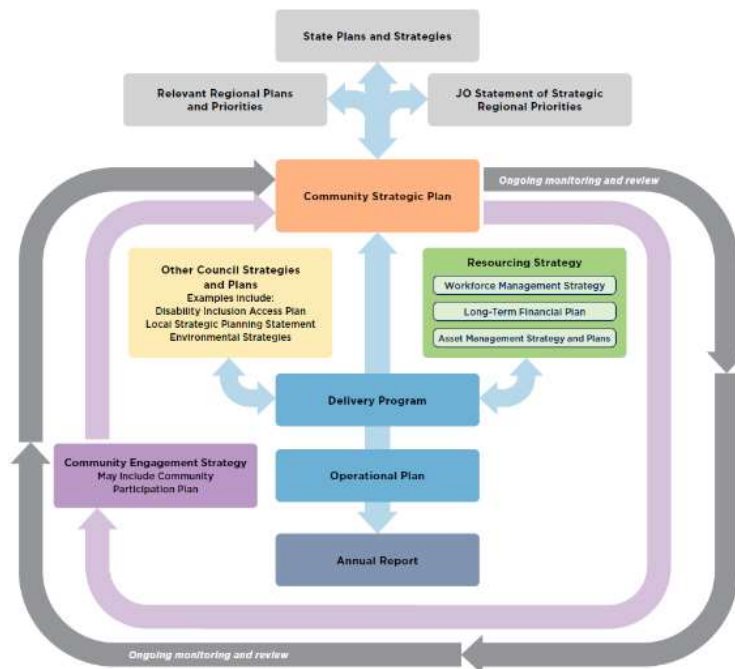 State Plans and Strategies
Relevant Regional Plans
and Priorities
JO Statement of Strategic
Regional Priorities
Community Strategic Plan
Ongoing monitoring and review
Other Council Strategies
and Plans
Examples include:
Disability Inclusion Access Plan
Local Strategic Planning Statement
Environmental Strategies
Resourcing Strategy
Workforce Management Strategy
Long-Term Financial Plan
Asset Management Strategy and Plans
Delivery Program
Community Engagement Strategy
May Include Community
Participation Plan
Operational Plan
Annual Report
Ongoing monitoring and review